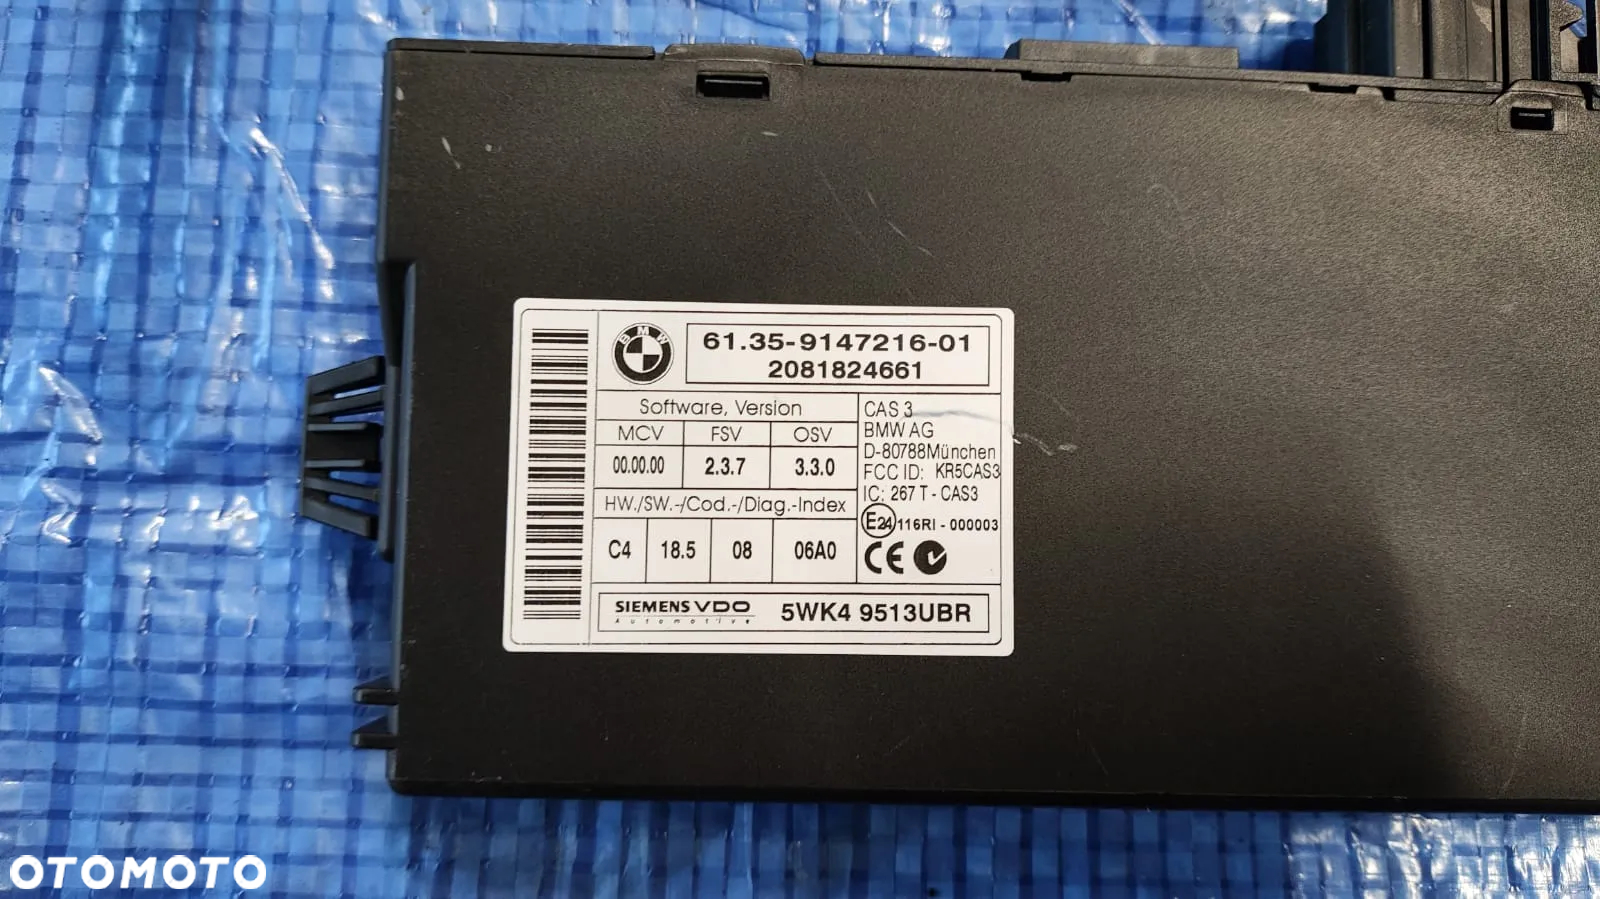 BMW
61.35-9147216-01
2081824661
Software, Version
MCV FSV OSV
00.00.00 2.3.7 3.3.0
HW./SW.-/Cod.-/Diag.-Index
C4 18.5 08 06A0
CAS 3
BMW AG
D-80788München
FCC ID: KR5CAS3
IC: 267 T - CAS3
E24 116RI - 000003
CE
SIEMENS VDO
Automotive
5WK4 9513UBR
OTOMOTO